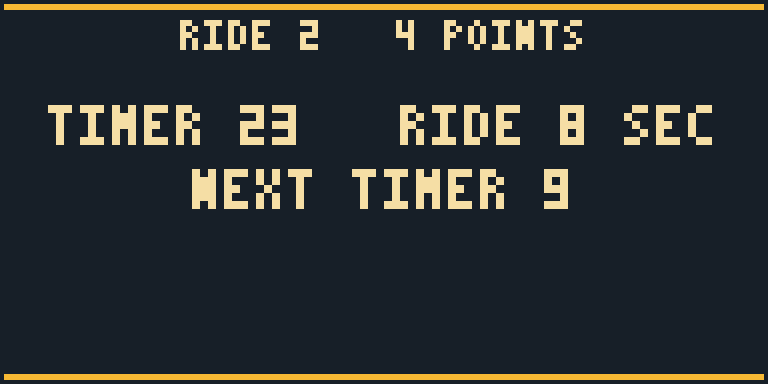 RIDE 2 4 POINTS
TIMER 23 RIDE 8 SEC
NEXT TIMER 9